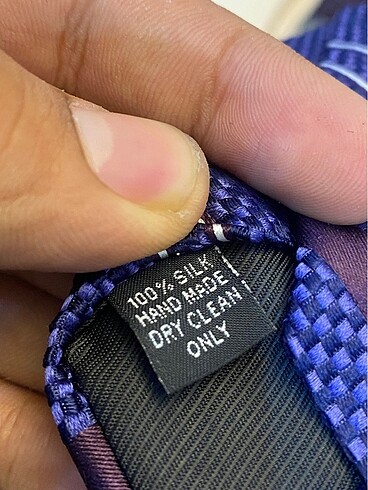 100% SILK
HAND MADE
DRY CLEAN
ONLY